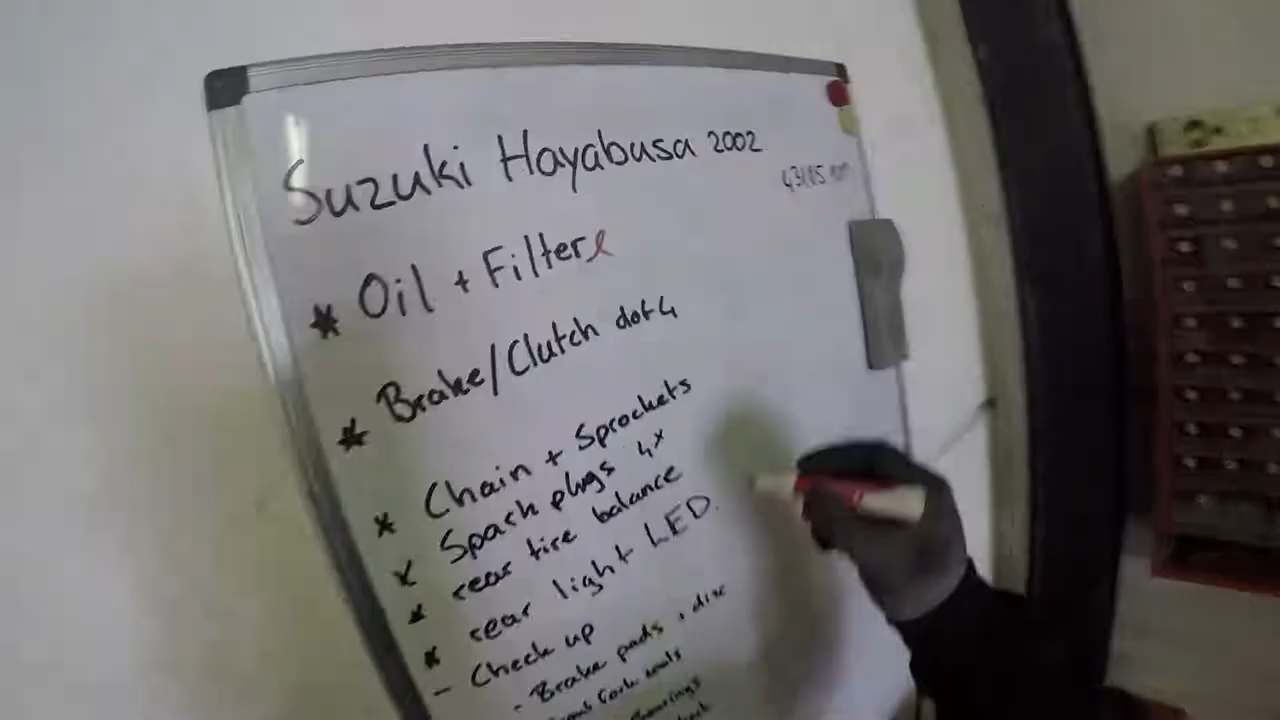 Suzuki Hayabusa 2002
* Oil + Filter
* Brake/Clutch dot4
* Chain + Sprockets
* Spark plugs 4x
* rear tire balance
* rear light LED.
- Check up
- Brake pads, disc